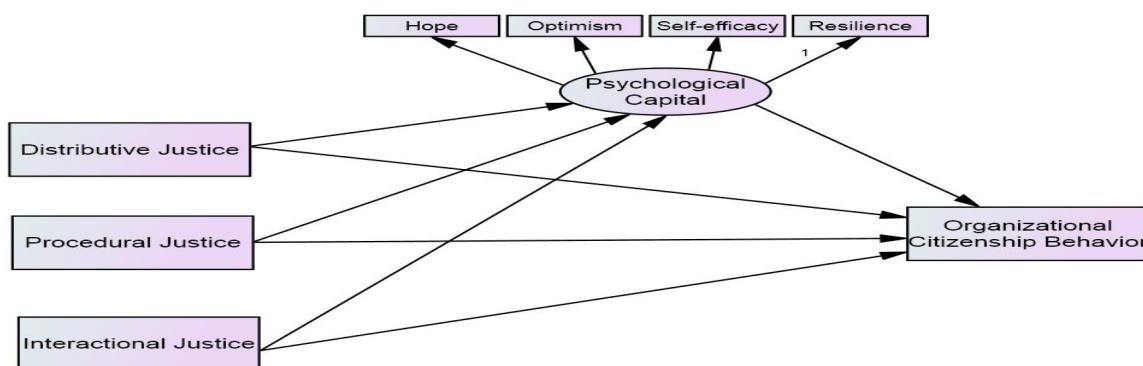 Hope
Optimism
Self-efficacy
Resilience
1
Psychological
Capital
Distributive Justice
Procedural Justice
Organizational
Citizenship Behavior
Interactional Justice